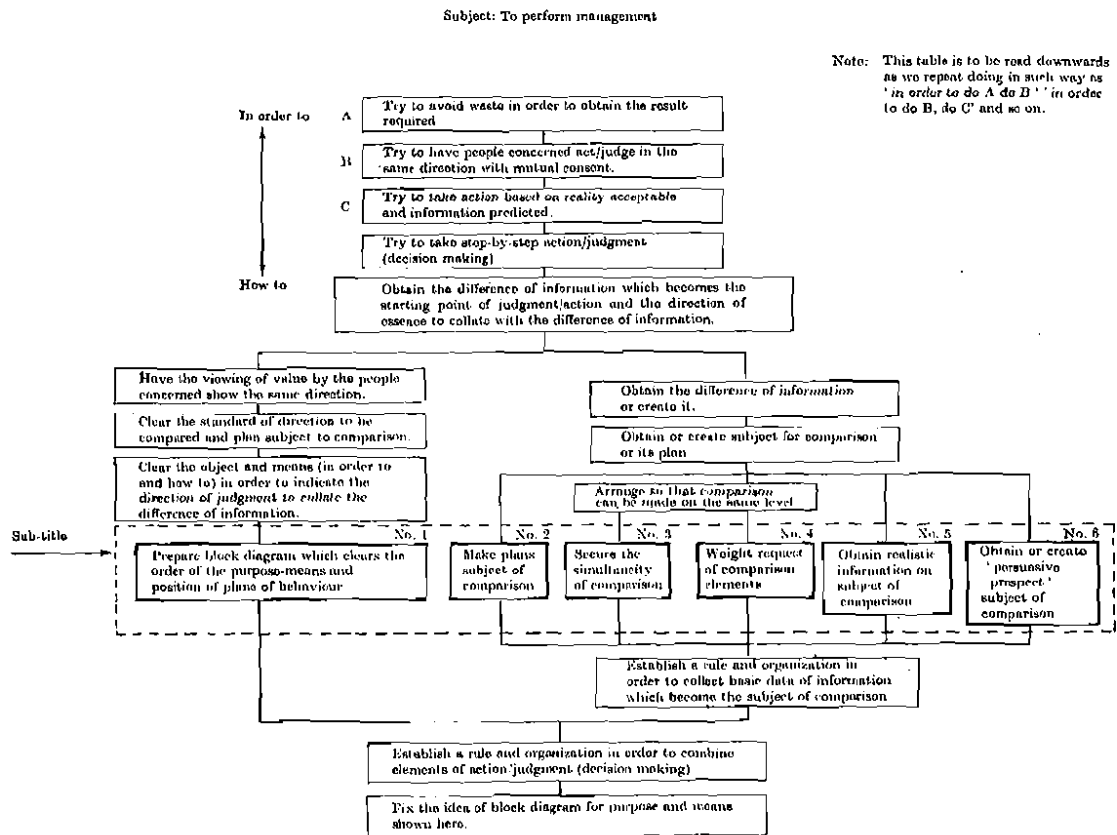 Subject: To perform management
Note: This table is to be read downwards
as we repeat doing in such way as
'in order to do A do B' 'in order
to do B, do C' and so on.
In order to
A
Try to avoid waste in order to obtain the result
required
B
Try to have people concerned act/judge in the
same direction with mutual consent.
C
Try to take action based on reality acceptable
and information predicted.
Try to take step-by-step action/judgment
(decision making)
How to
Obtain the difference of information which becomes the
starting point of judgment/action and the direction of
essence to collate with the difference of information.
Have the viewing of value by the people
concerned show the same direction.
Clear the standard of direction to be
compared and plan subject to comparison.
Clear the object and means (in order to
and how to) in order to indicate the
direction of judgment to collate the
difference of information.
Obtain the difference of information
or create it.
Obtain or create subject for comparison
or its plan
Arrange so that comparison
can be made on the same level
Sub-title
No. 1
Prepare block diagram which clears the
order of the purpose-means and
position of plans of behaviour
No. 2
Make plans
subject of
comparison
No. 3
Secure the
simultaneity
of comparison
No. 4
Weight request
of comparison
elements
No. 5
Obtain realistic
information on
subject of
comparison
No. 6
Obtain or create
'persuasive
prospect'
subject of
comparison
Establish a rule and organization in
order to collect basic data of information
which become the subject of comparison
Establish a rule and organization in order to combine
elements of action/judgment (decision making)
Fix the idea of block diagram for purpose and means
shown here.